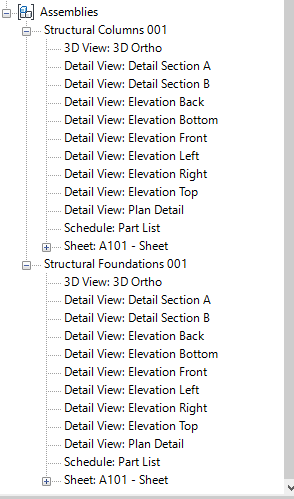 Assemblies
Structural Columns 001
3D View: 3D Ortho
Detail View: Detail Section A
Detail View: Detail Section B
Detail View: Elevation Back
Detail View: Elevation Bottom
Detail View: Elevation Front
Detail View: Elevation Left
Detail View: Elevation Right
Detail View: Elevation Top
Detail View: Plan Detail
Schedule: Part List
Sheet: A101 - Sheet
Structural Foundations 001
3D View: 3D Ortho
Detail View: Detail Section A
Detail View: Detail Section B
Detail View: Elevation Back
Detail View: Elevation Bottom
Detail View: Elevation Front
Detail View: Elevation Left
Detail View: Elevation Right
Detail View: Elevation Top
Detail View: Plan Detail
Schedule: Part List
Sheet: A101 - Sheet